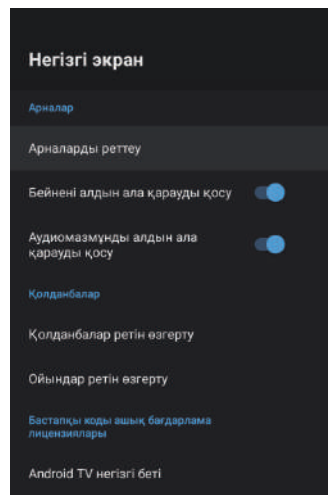 Негізгі экран
Арналар
Арналарды реттеу
Бейнені алдын ала қарауды қосу
Аудиомазмұнды алдын ала
қарауды қосу
Қолданбалар
Қолданбалар ретін өзгерту
Ойындар ретін өзгерту
Бастапқы коды ашық бағдарлама
лицензиялары
Android TV негізгі беті